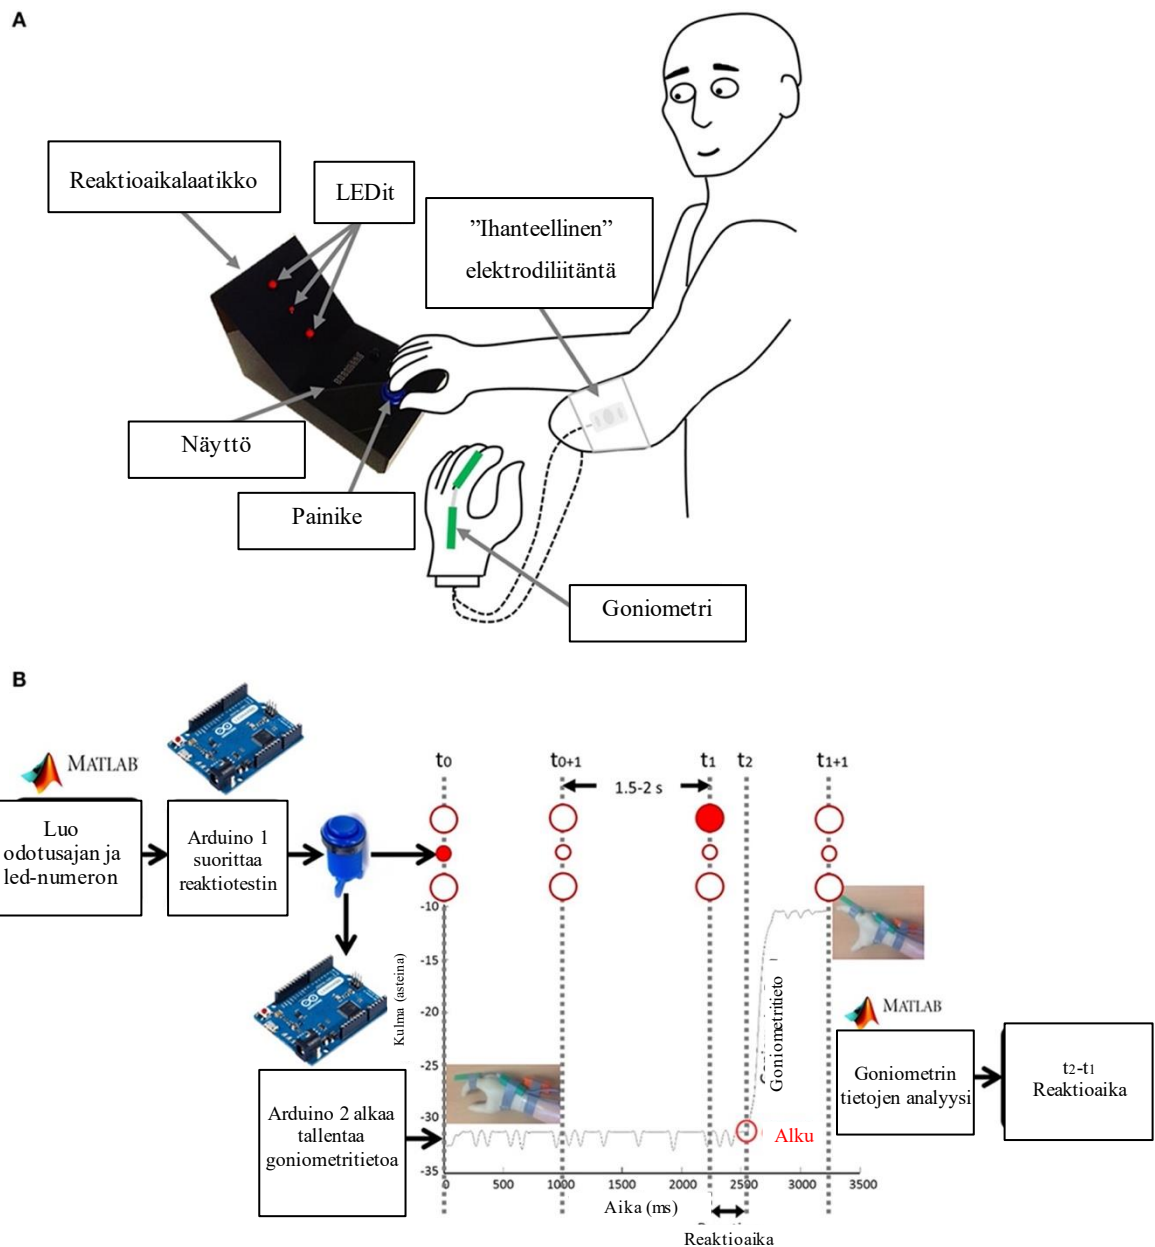 A
Reaktioaikalaatikko
LEDit
”Ihanteellinen”
elektrodiliitäntä
Näyttö
Painike
Goniometri
B
MATLAB
Luo
odotusajan ja
led-numeron
Arduino 1
suorittaa
reaktiotestin
t0
t0+1
t1
t2
t1+1
1.5-2 s
-10
-15
-20
-25
-30
-35
Kulma (asteina)
Goniometritieto
Alku
0
500
1000
1500
2000
2500
3000
3500
Aika (ms)
Reaktioaika
Arduino 2 alkaa
tallentaa
goniometritietoa
MATLAB
Goniometrin
tietojen analyysi
t2-t1
Reaktioaika